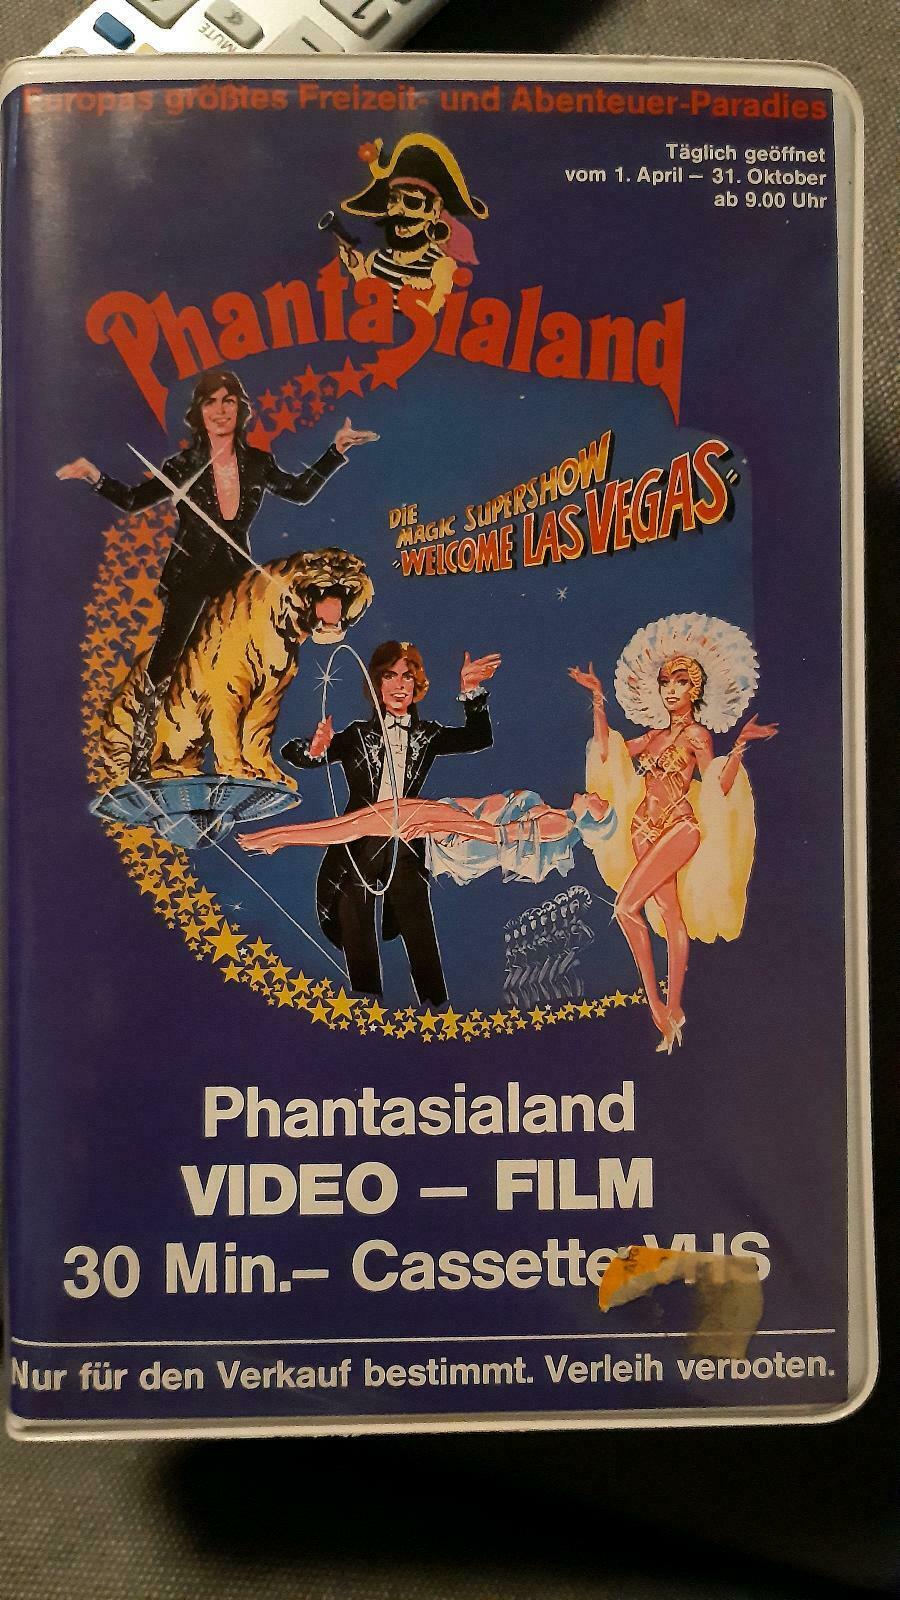 MUTE
Europas größtes Freizeit- und Abenteuer-Paradies
Täglich geöffnet
vom 1. April – 31. Oktober
ab 9.00 Uhr
Phantasialand
DIE
MAGIC SUPERSHOW
"WELCOME LAS VEGAS"
Phantasialand
VIDEO – FILM
30 Min.– Cassette VHS
Nur für den Verkauf bestimmt. Verleih verboten.